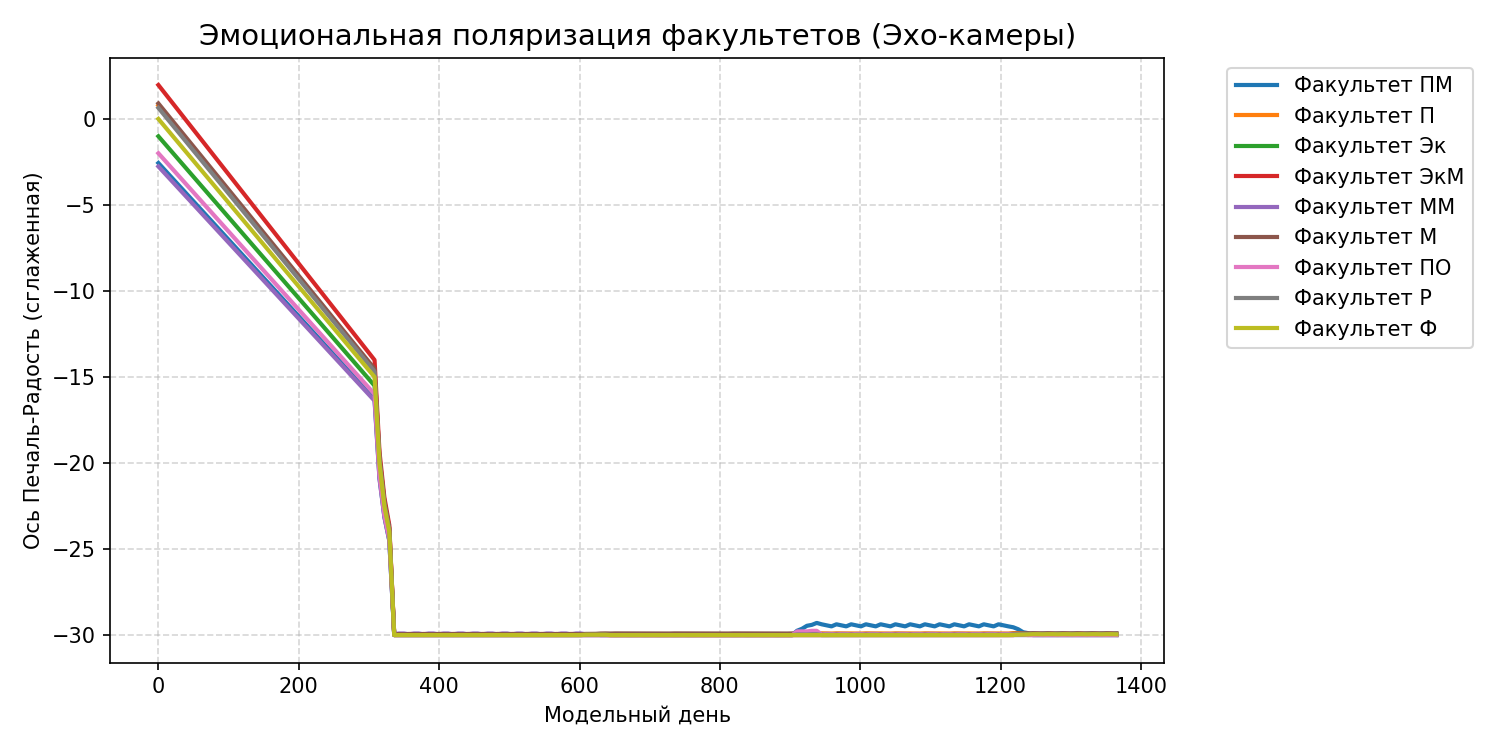 Эмоциональная поляризация факультетов (Эхо-камеры)
Ось Печаль-Радость (сглаженная)
0
−5
−10
−15
−20
−25
−30
0 200 400 600 800 1000 1200 1400
Модельный день
Факультет ПМ
Факультет П
Факультет Эк
Факультет ЭкМ
Факультет ММ
Факультет М
Факультет ПО
Факультет Р
Факультет Ф